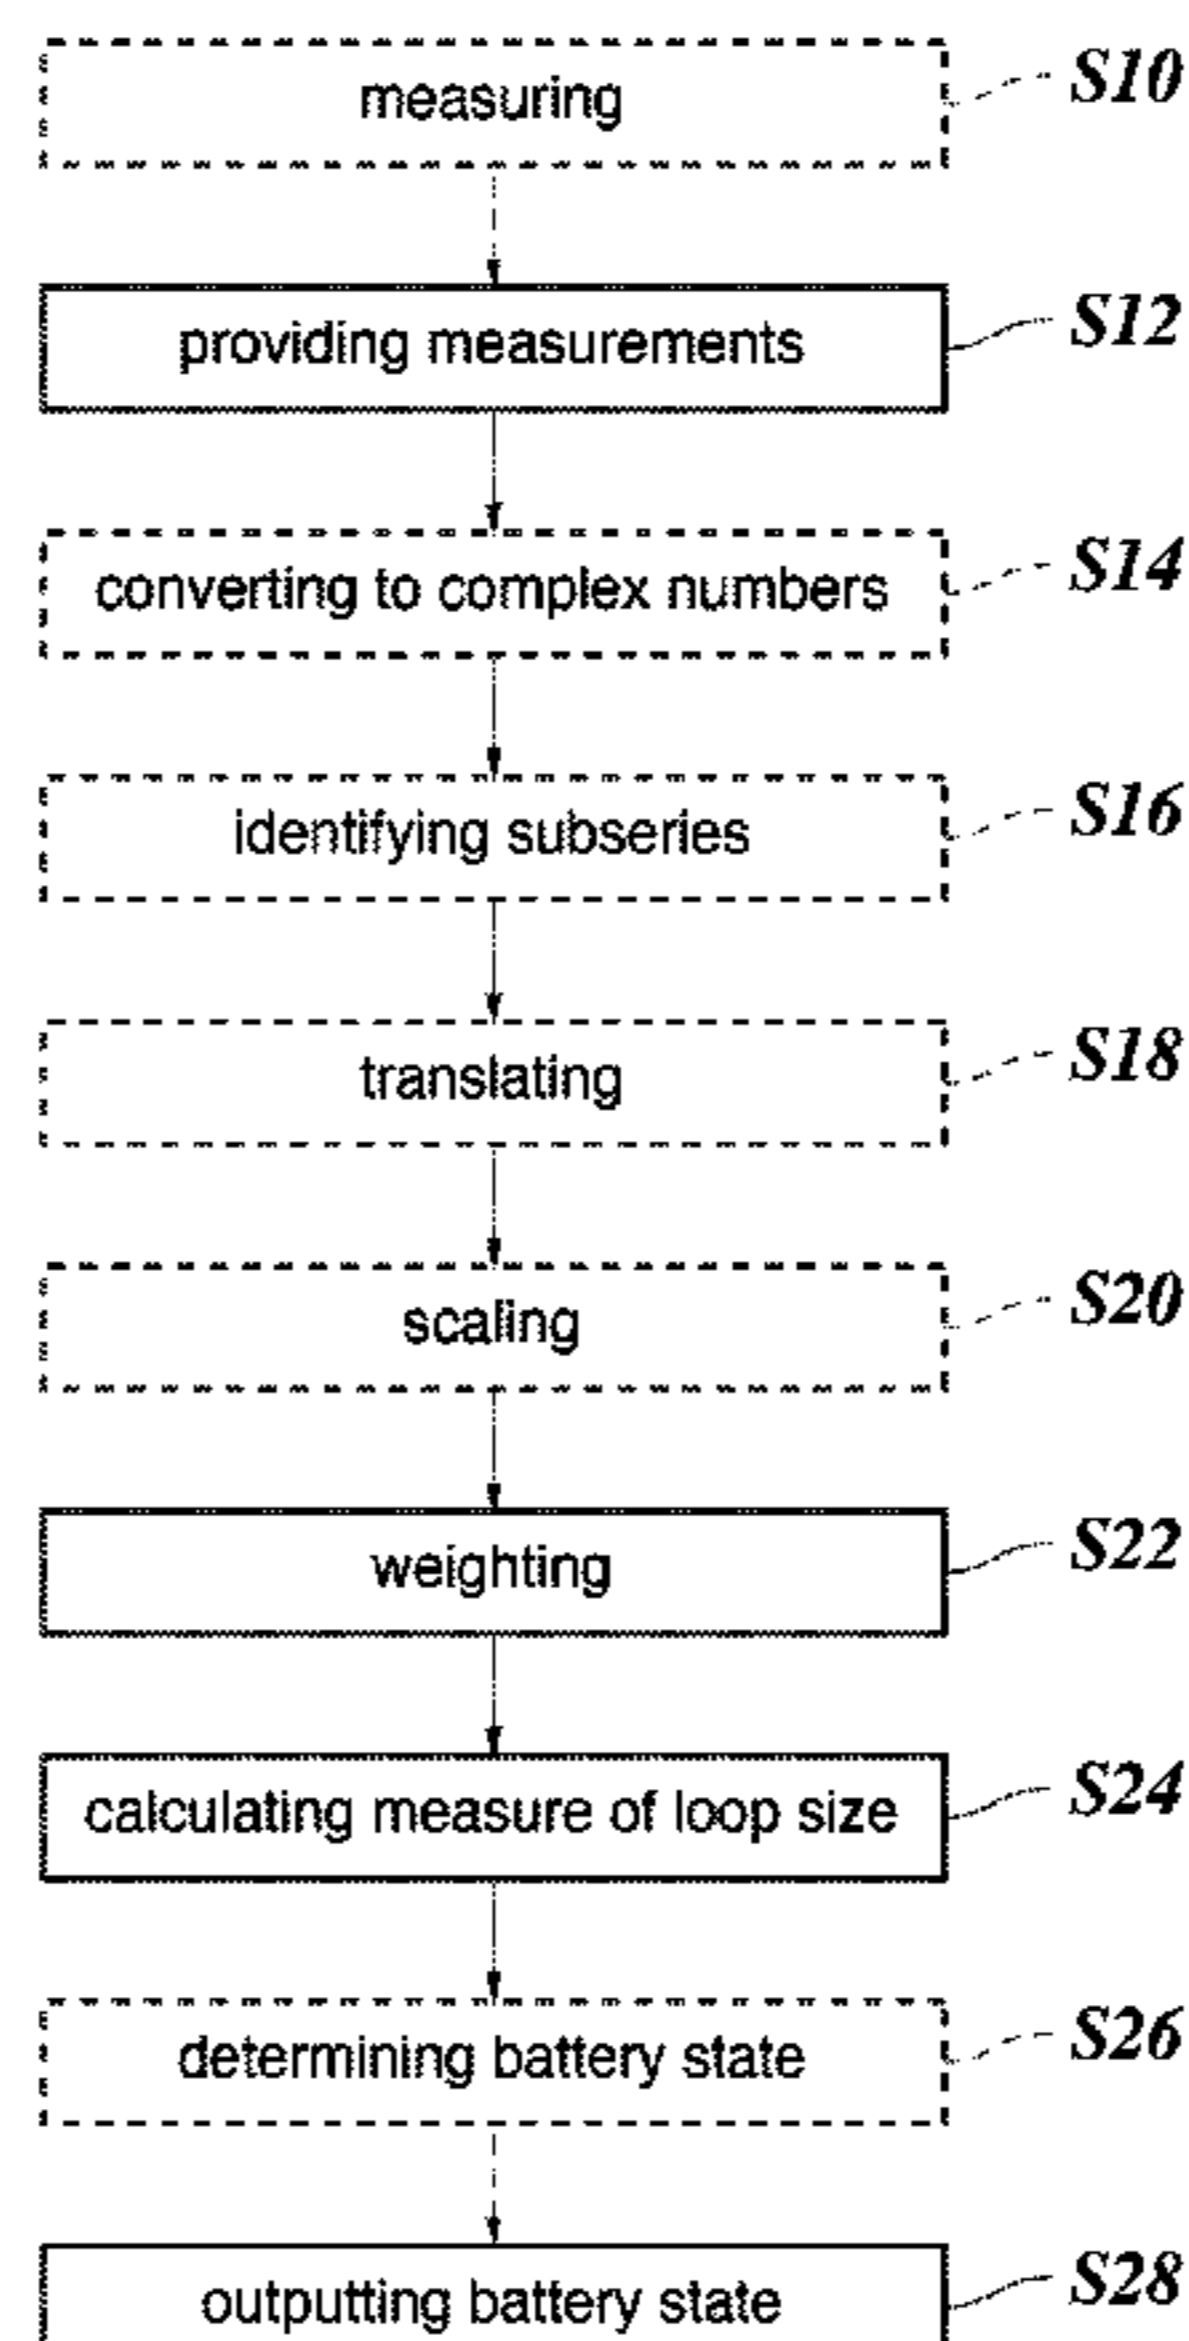 measuring S10
providing measurements S12
converting to complex numbers S14
identifying subseries S16
translating S18
scaling S20
weighting S22
calculating measure of loop size S24
determining battery state S26
outputting battery state S28